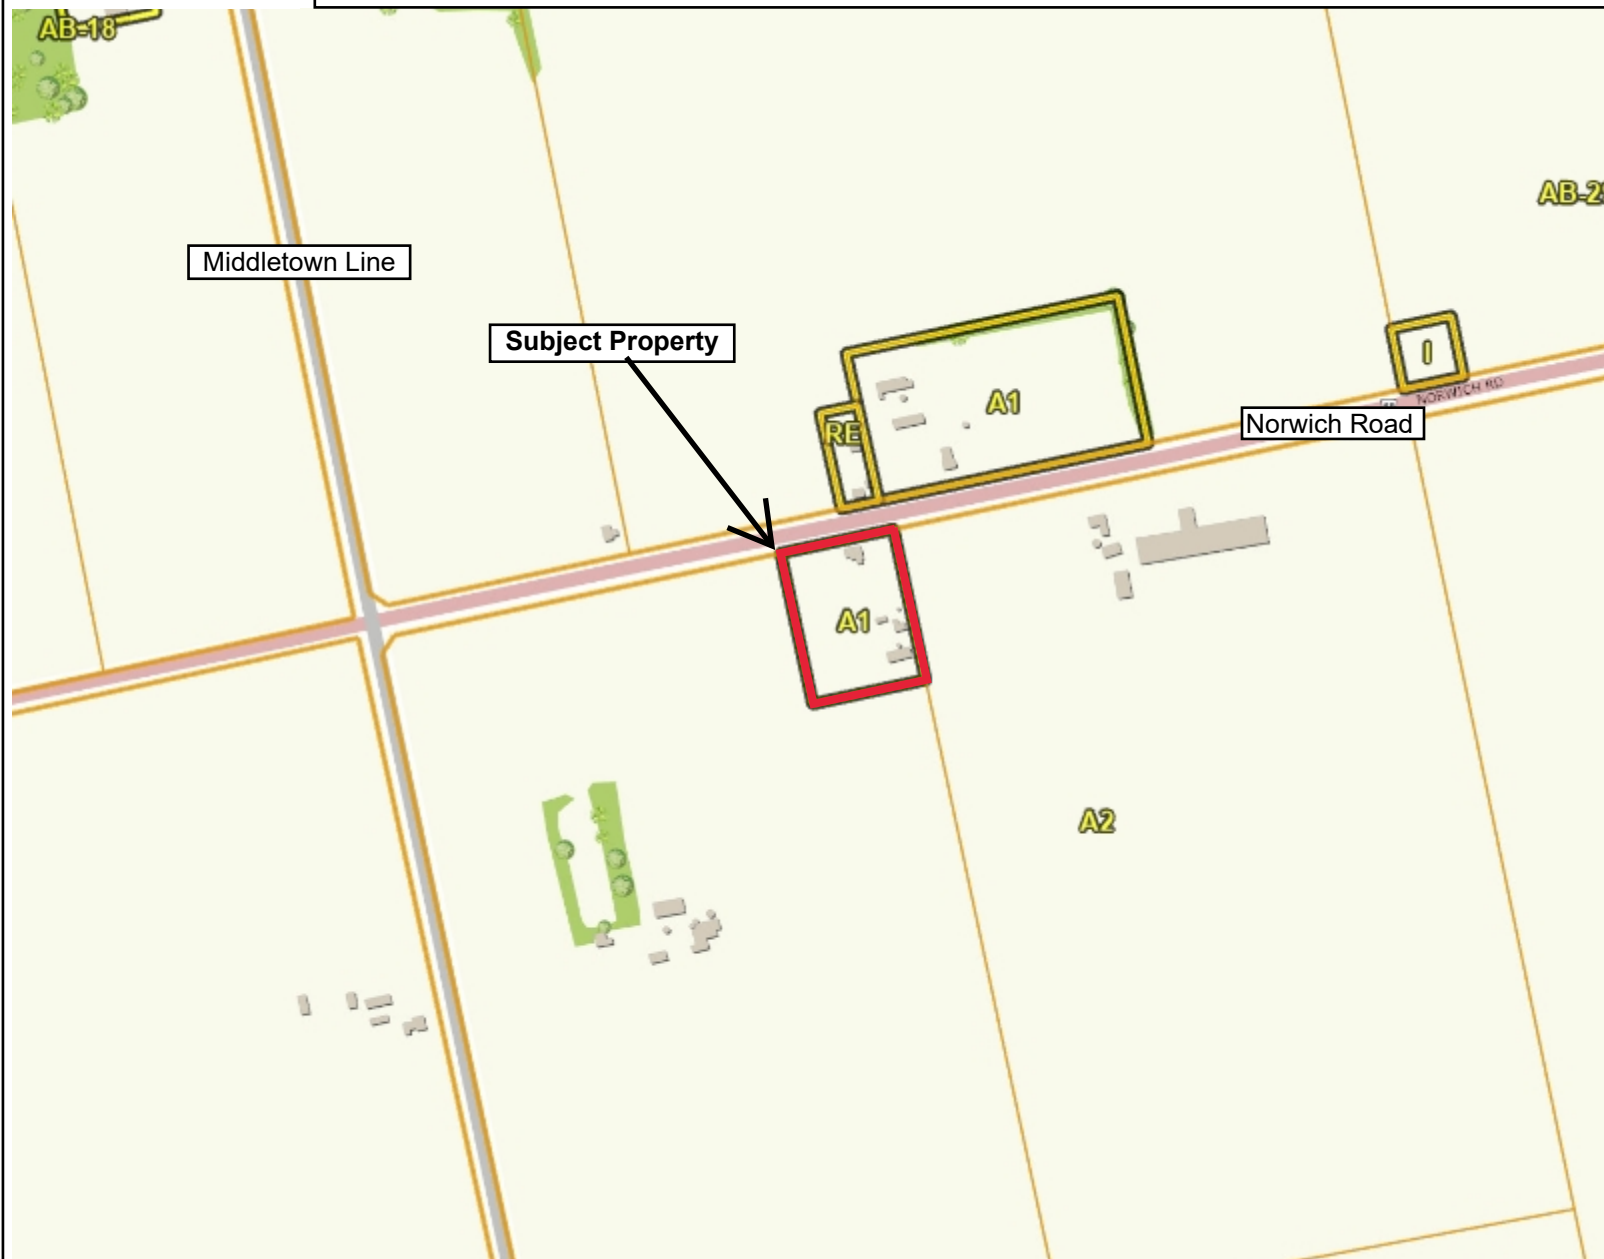 AB-18
AB-2
Middletown Line
Subject Property
I
NORWICH RD
A1
Norwich Road
RE
A1
A2